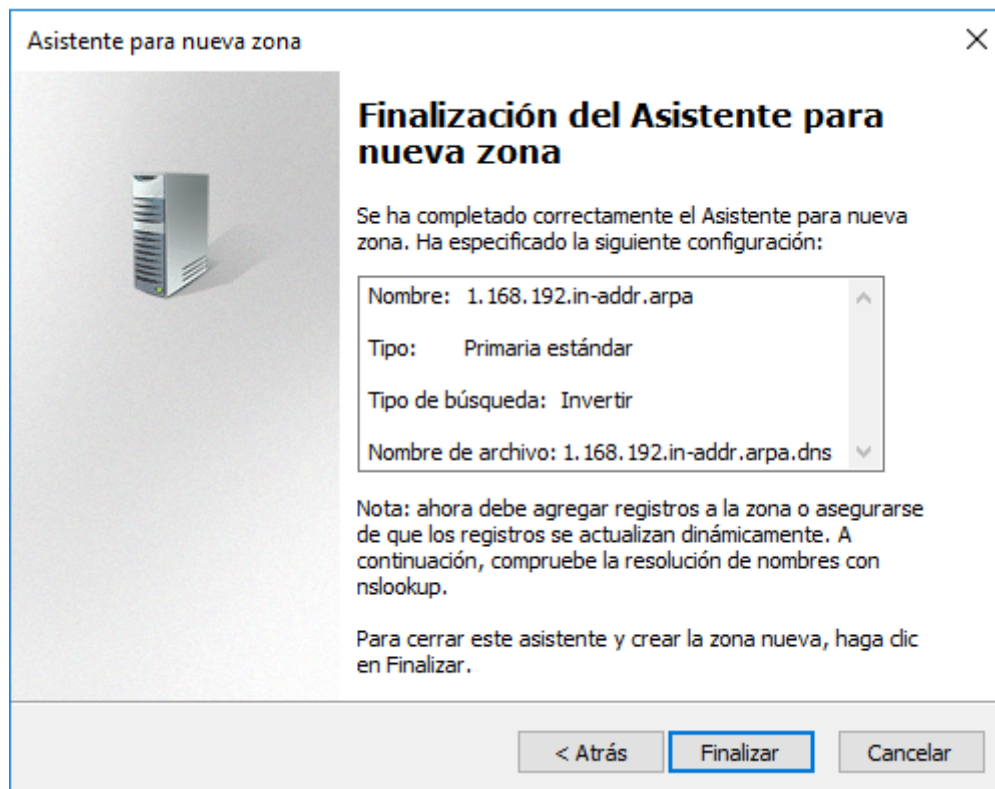 Asistente para nueva zona
Finalización del Asistente para
nueva zona
Se ha completado correctamente el Asistente para nueva
zona. Ha especificado la siguiente configuración:
Nombre: 1.168.192.in-addr.arpa
Tipo: Primaria estándar
Tipo de búsqueda: Invertir
Nombre de archivo: 1.168.192.in-addr.arpa.dns
Nota: ahora debe agregar registros a la zona o asegurarse
de que los registros se actualizan dinámicamente. A
continuación, compruebe la resolución de nombres con
nslookup.
Para cerrar este asistente y crear la zona nueva, haga clic
en Finalizar.
< Atrás
Finalizar
Cancelar